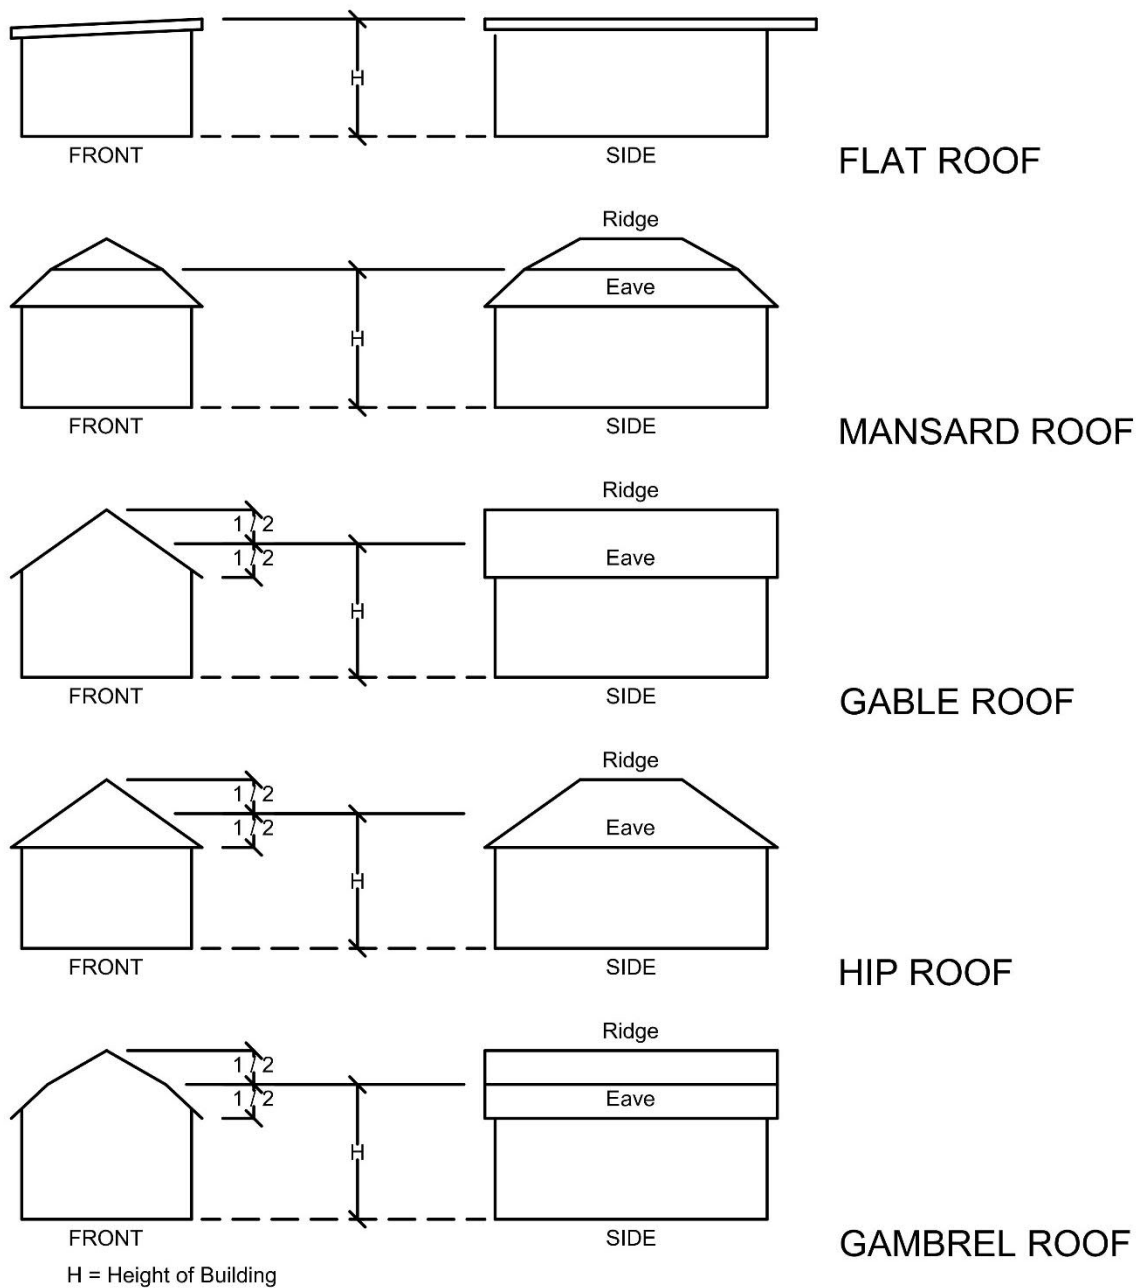 H
FRONT
SIDE
FLAT ROOF
Ridge
Eave
H
FRONT
SIDE
MANSARD ROOF
Ridge
1 / 2
1 / 2
Eave
H
FRONT
SIDE
GABLE ROOF
Ridge
1 / 2
1 / 2
Eave
H
FRONT
SIDE
HIP ROOF
Ridge
1 / 2
1 / 2
Eave
H
FRONT
SIDE
GAMBREL ROOF
H = Height of Building